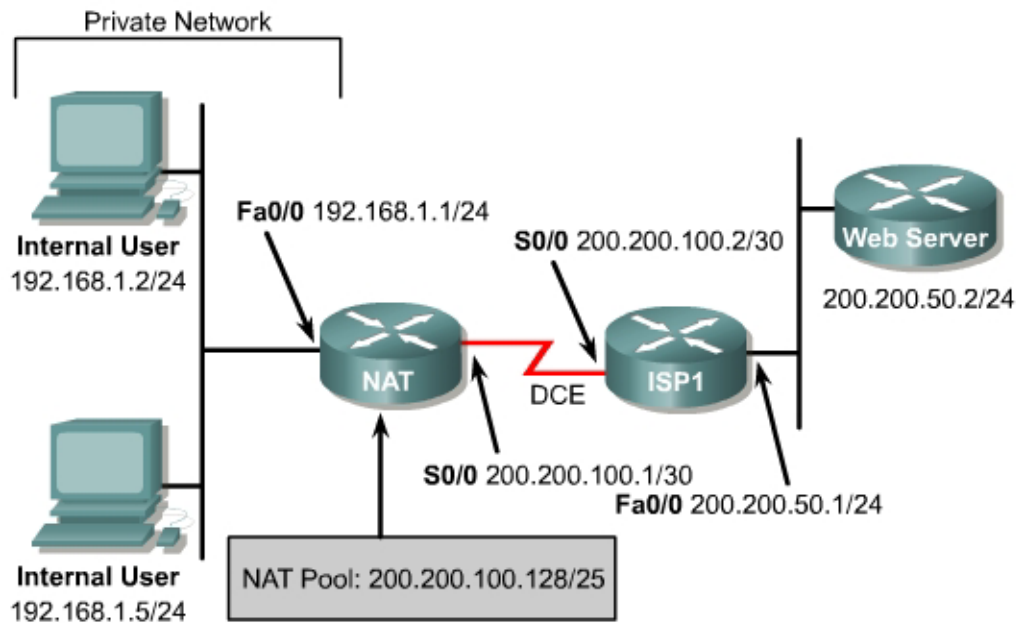 Private Network
Internal User
192.168.1.2/24
Fa0/0 192.168.1.1/24
S0/0 200.200.100.2/30
Web Server
200.200.50.2/24
NAT
DCE
ISP1
S0/0 200.200.100.1/30
Fa0/0 200.200.50.1/24
NAT Pool: 200.200.100.128/25
Internal User
192.168.1.5/24